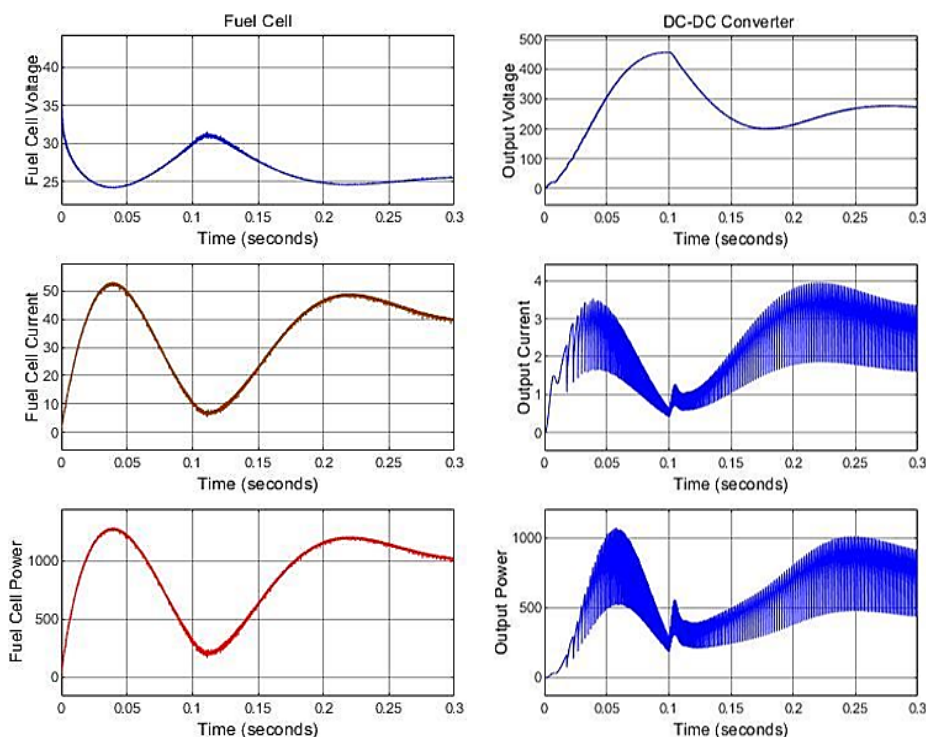 Fuel Cell
Fuel Cell Voltage
40
35
30
25
0 0.05 0.1 0.15 0.2 0.25 0.3
Time (seconds)
DC-DC Converter
Output Voltage
500
400
300
200
100
0
0 0.05 0.1 0.15 0.2 0.25 0.3
Time (seconds)
Fuel Cell Current
50
40
30
20
10
0
0 0.05 0.1 0.15 0.2 0.25 0.3
Time (seconds)
Output Current
4
3
2
1
0
0 0.05 0.1 0.15 0.2 0.25 0.3
Time (seconds)
Fuel Cell Power
1000
500
0
0 0.05 0.1 0.15 0.2 0.25 0.3
Time (seconds)
Output Power
1000
500
0
0 0.05 0.1 0.15 0.2 0.25 0.3
Time (seconds)